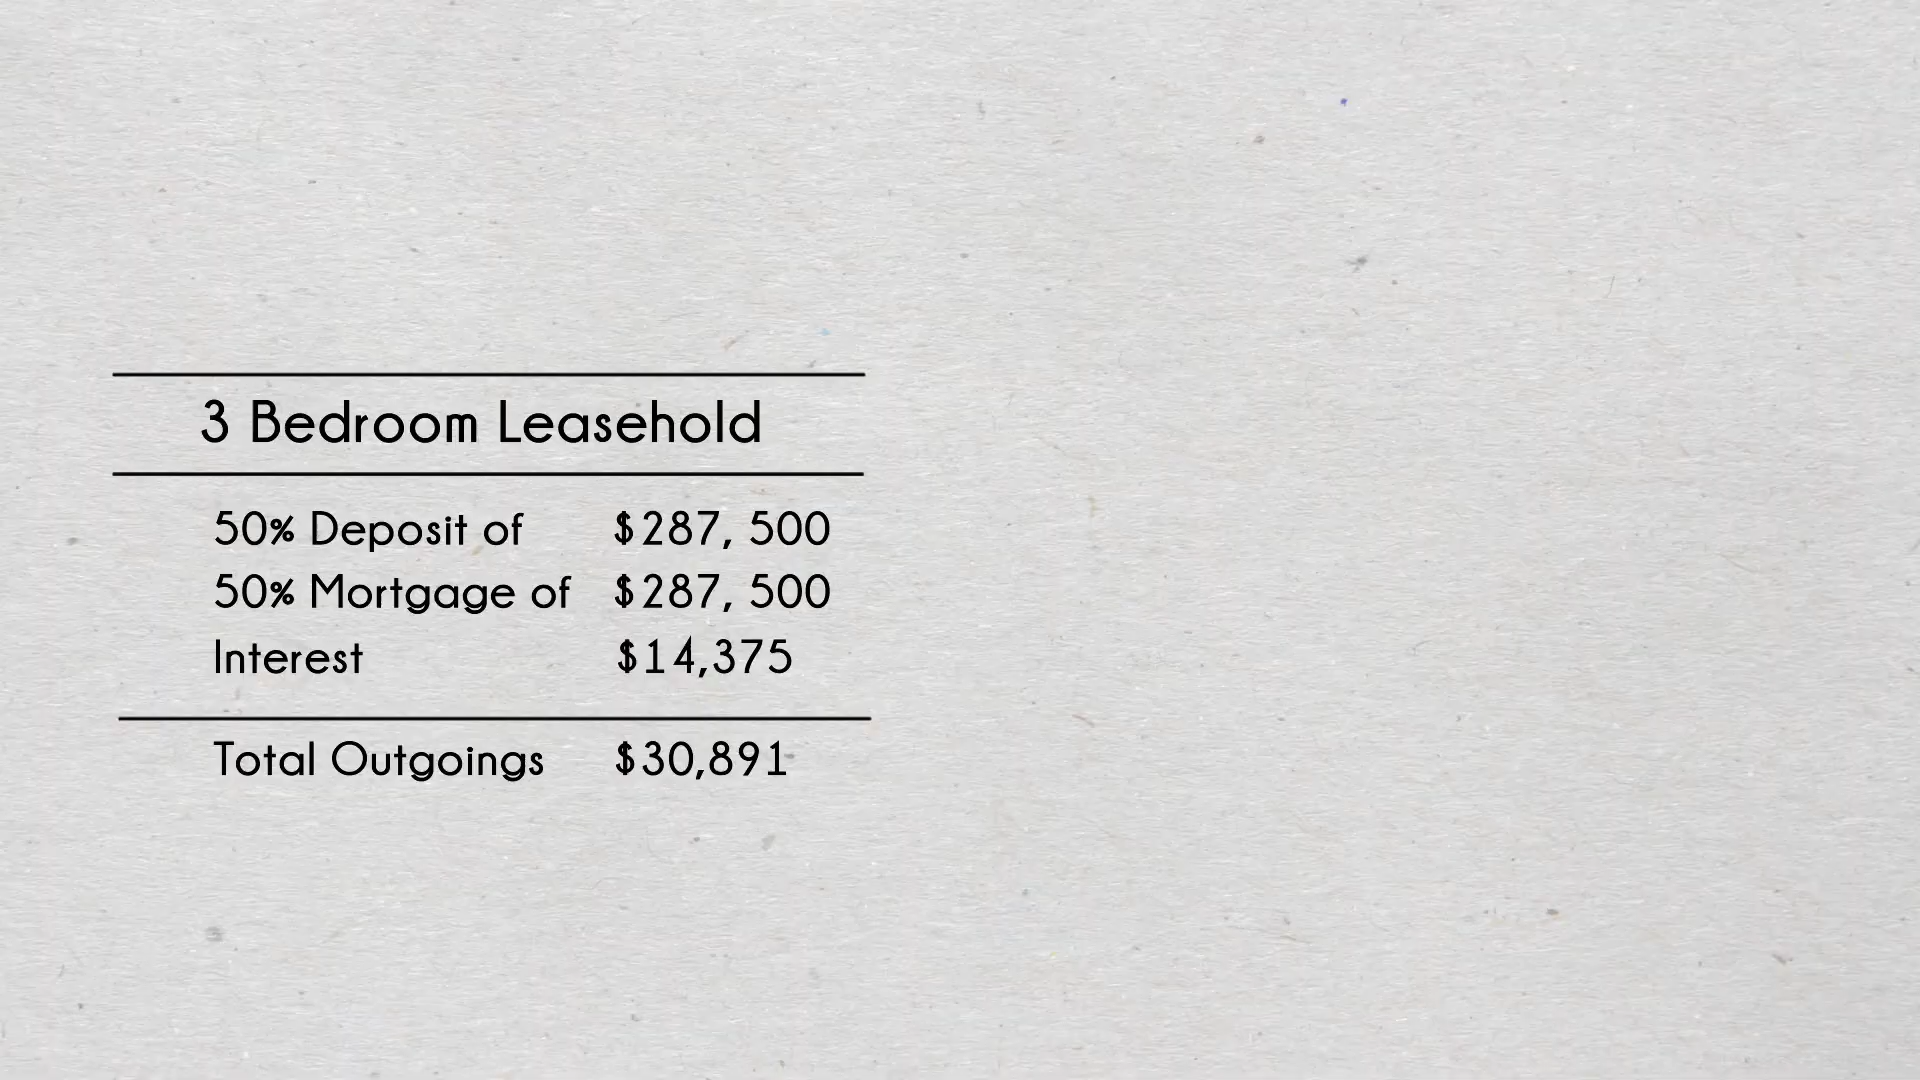 3 Bedroom Leasehold
50% Deposit of $287, 500
50% Mortgage of $287, 500
Interest $14,375
Total Outgoings $30,891